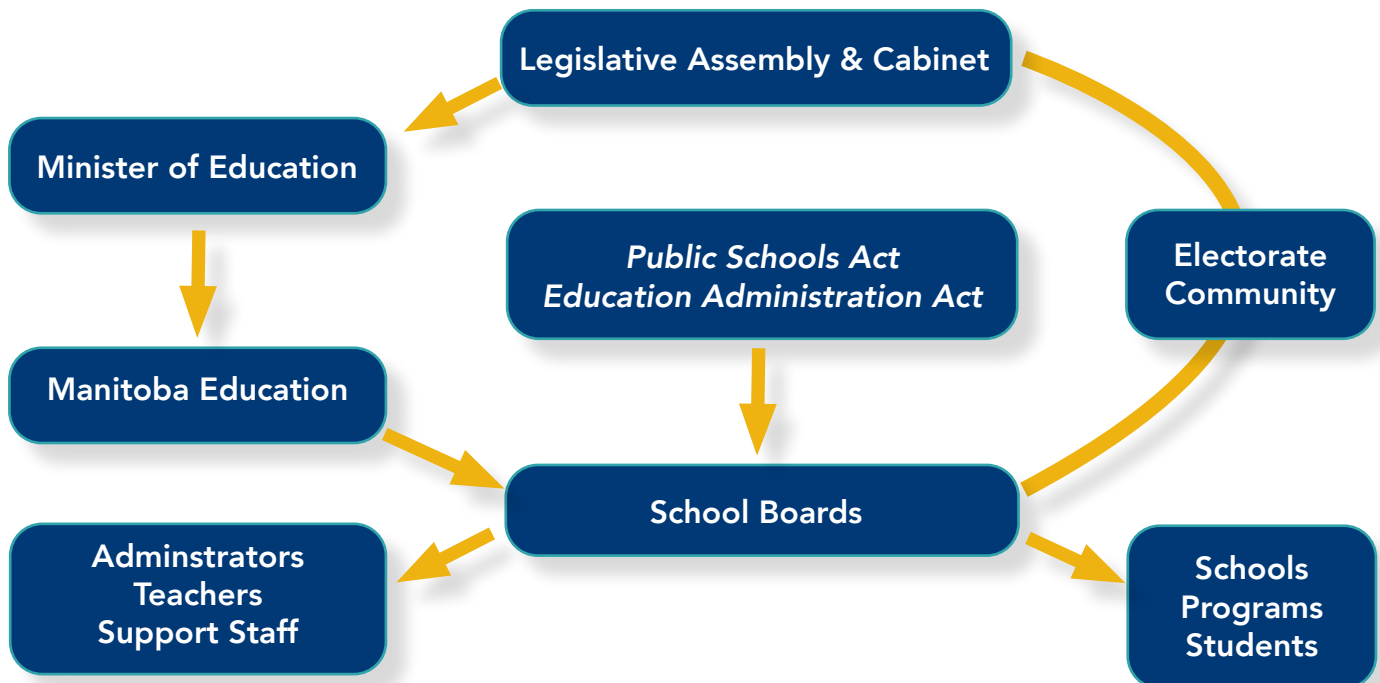 Legislative Assembly & Cabinet
Minister of Education
Public Schools Act
Education Administration Act
Electorate
Community
Manitoba Education
School Boards
Adminstrators
Teachers
Support Staff
Schools
Programs
Students